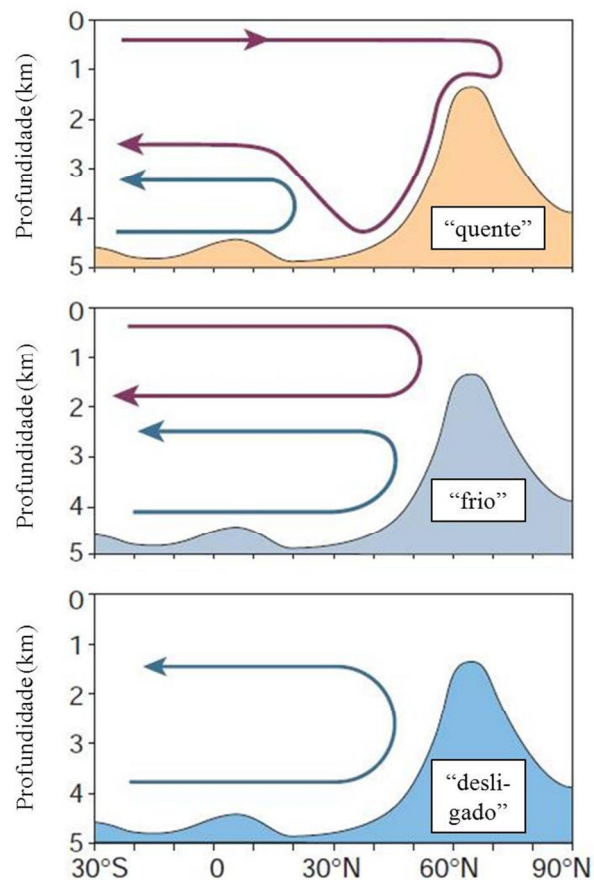 0
1
2
3
4
5
Profundidade (km)
“quente”
0
1
2
3
4
5
Profundidade (km)
“frio”
0
1
2
3
4
5
Profundidade (km)
“desli-
gado”
30°S 0 30°N 60°N 90°N